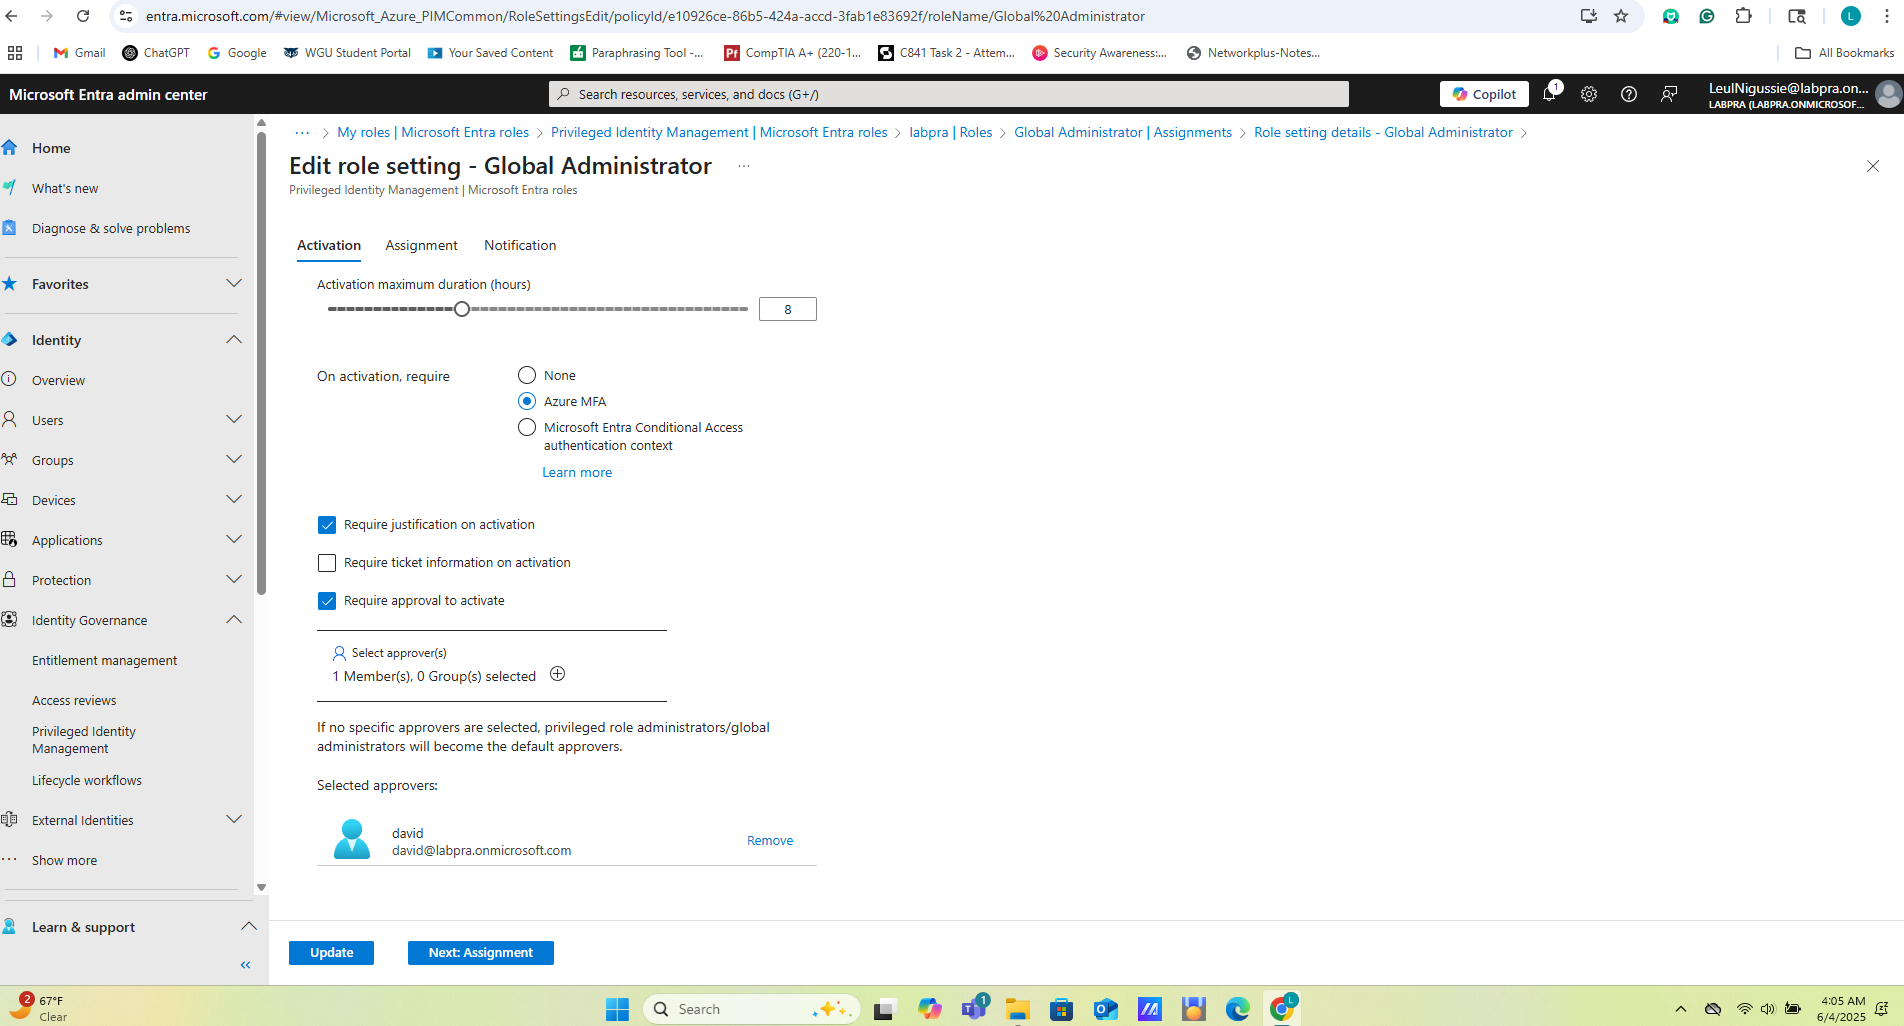 entra.microsoft.com/#view/Microsoft_Azure_PIMCommon/RoleSettingsEdit/policyId/e10926ce-86b5-424a-accd-3fab1e83692f/roleName/Global%20Administrator
L
Gmail
ChatGPT
Google
WGU Student Portal
Your Saved Content
Paraphrasing Tool -...
CompTIA A+ (220-1...
C841 Task 2 - Attem...
Security Awareness:...
Networkplus-Notes...
All Bookmarks
Microsoft Entra admin center
Search resources, services, and docs (G+/)
Copilot
1
LeulNigussie@labpra.on...
LABPRA (LABPRA.ONMICROSOF...
Home
What's new
Diagnose & solve problems
Favorites
Identity
Overview
Users
Groups
Devices
Applications
Protection
Identity Governance
Entitlement management
Access reviews
Privileged Identity
Management
Lifecycle workflows
External Identities
Show more
Learn & support
... > My roles | Microsoft Entra roles > Privileged Identity Management | Microsoft Entra roles > labpra | Roles > Global Administrator | Assignments > Role setting details - Global Administrator >
Edit role setting - Global Administrator ...
Privileged Identity Management | Microsoft Entra roles
Activation
Assignment
Notification
Activation maximum duration (hours)
8
On activation, require
None
Azure MFA
Microsoft Entra Conditional Access
authentication context
Learn more
Require justification on activation
Require ticket information on activation
Require approval to activate
Select approver(s)
1 Member(s), 0 Group(s) selected
If no specific approvers are selected, privileged role administrators/global
administrators will become the default approvers.
Selected approvers:
david
david@labpra.onmicrosoft.com
Remove
Update
Next: Assignment
2
67°F
Clear
Search
1
L
4:05 AM
6/4/2025